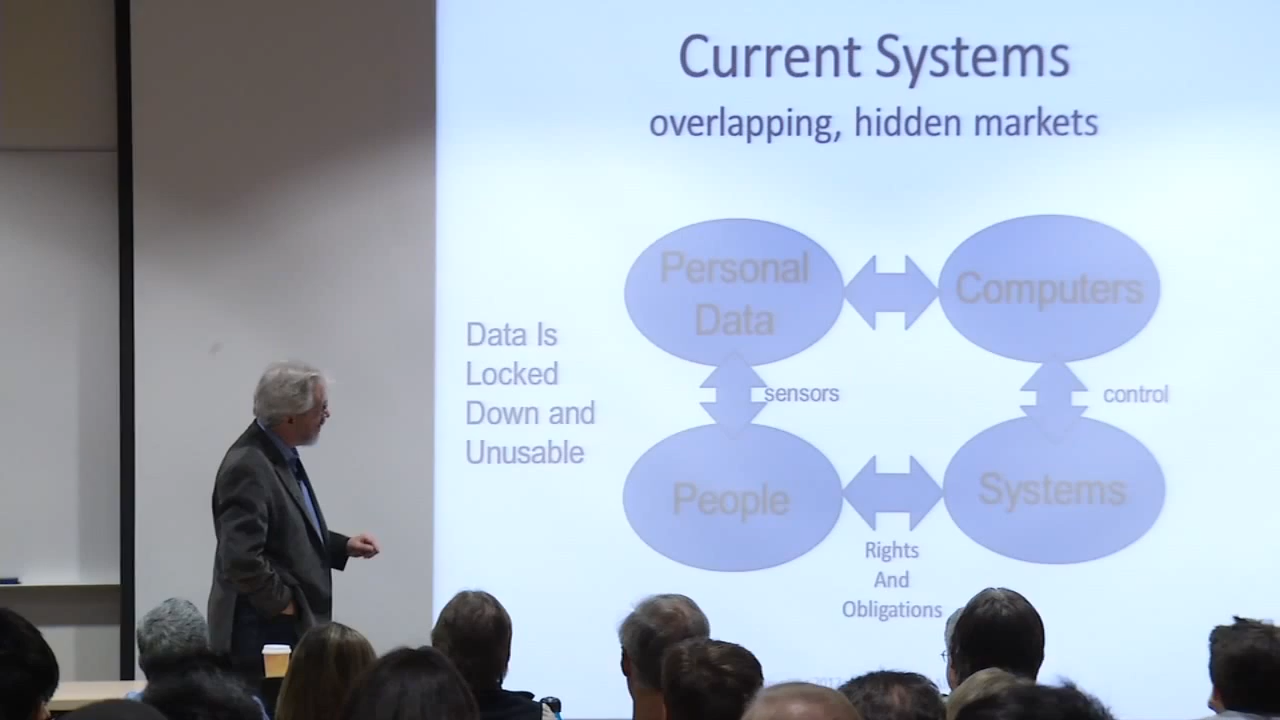 Current Systems
overlapping, hidden markets
Personal
Data
Computers
Data Is
Locked
Down and
Unusable
sensors
control
People
Systems
Rights
And
Obligations